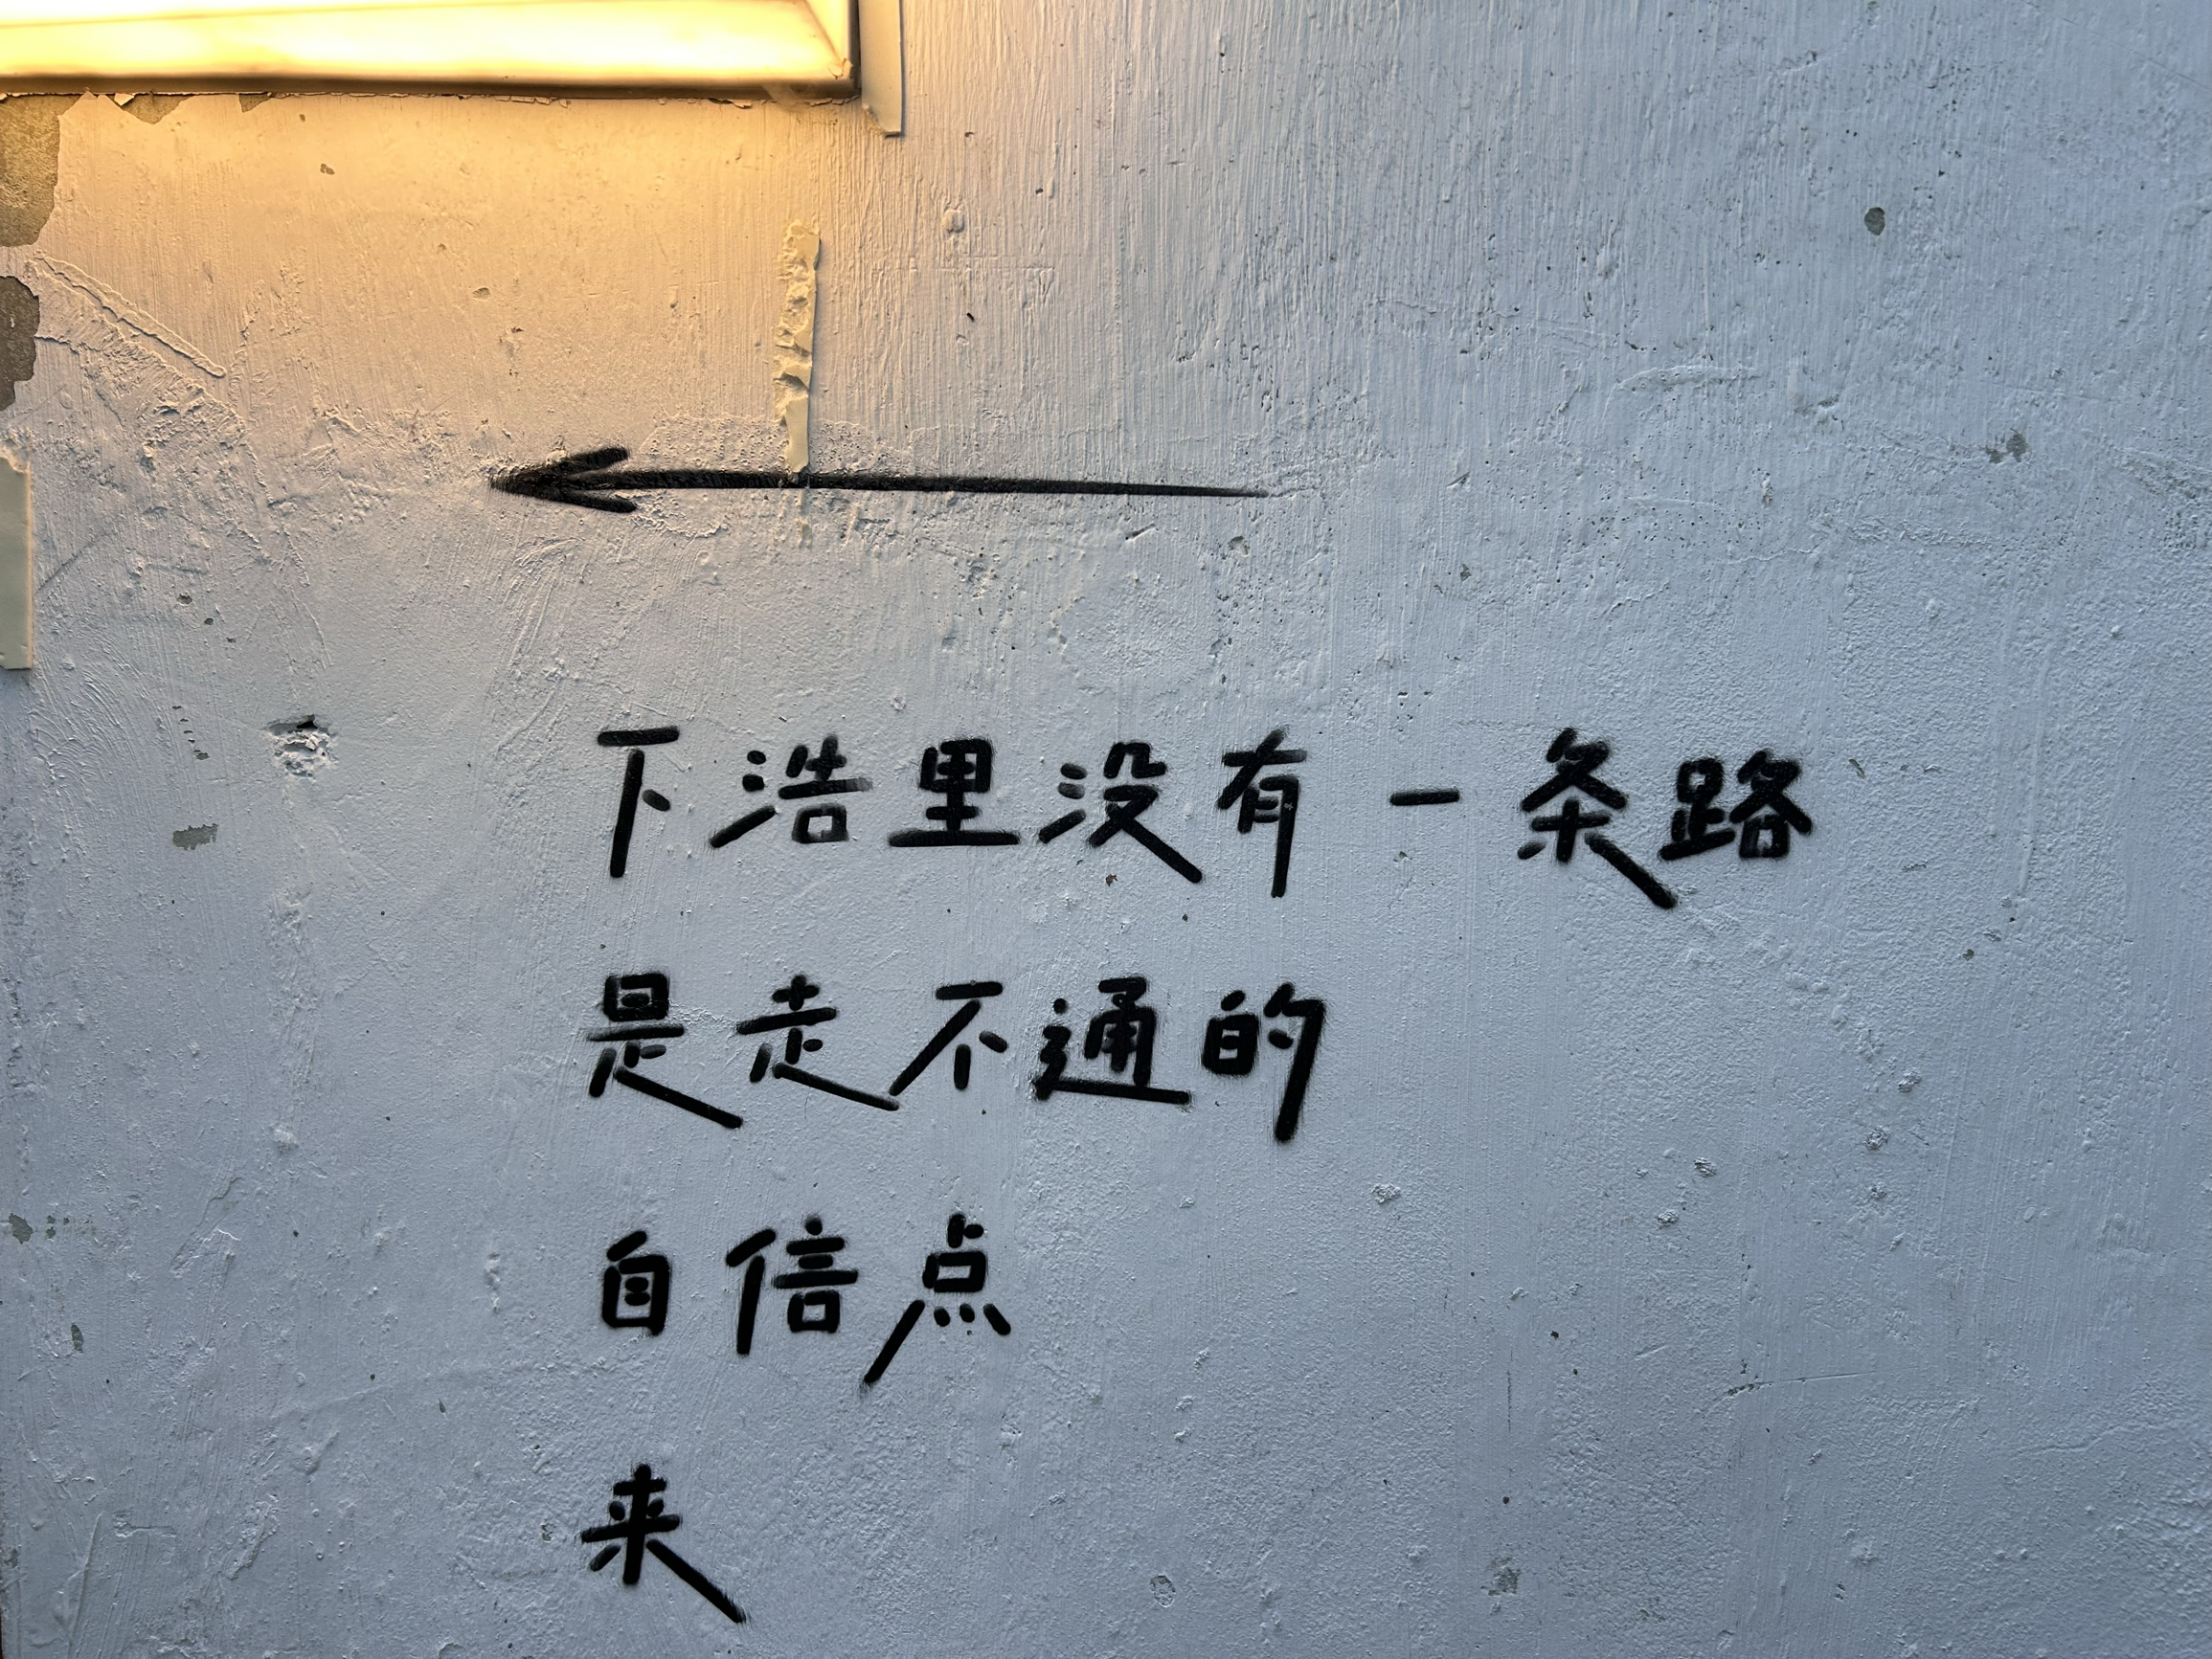 下浩里没有一条路
是走不通的
自信点
来